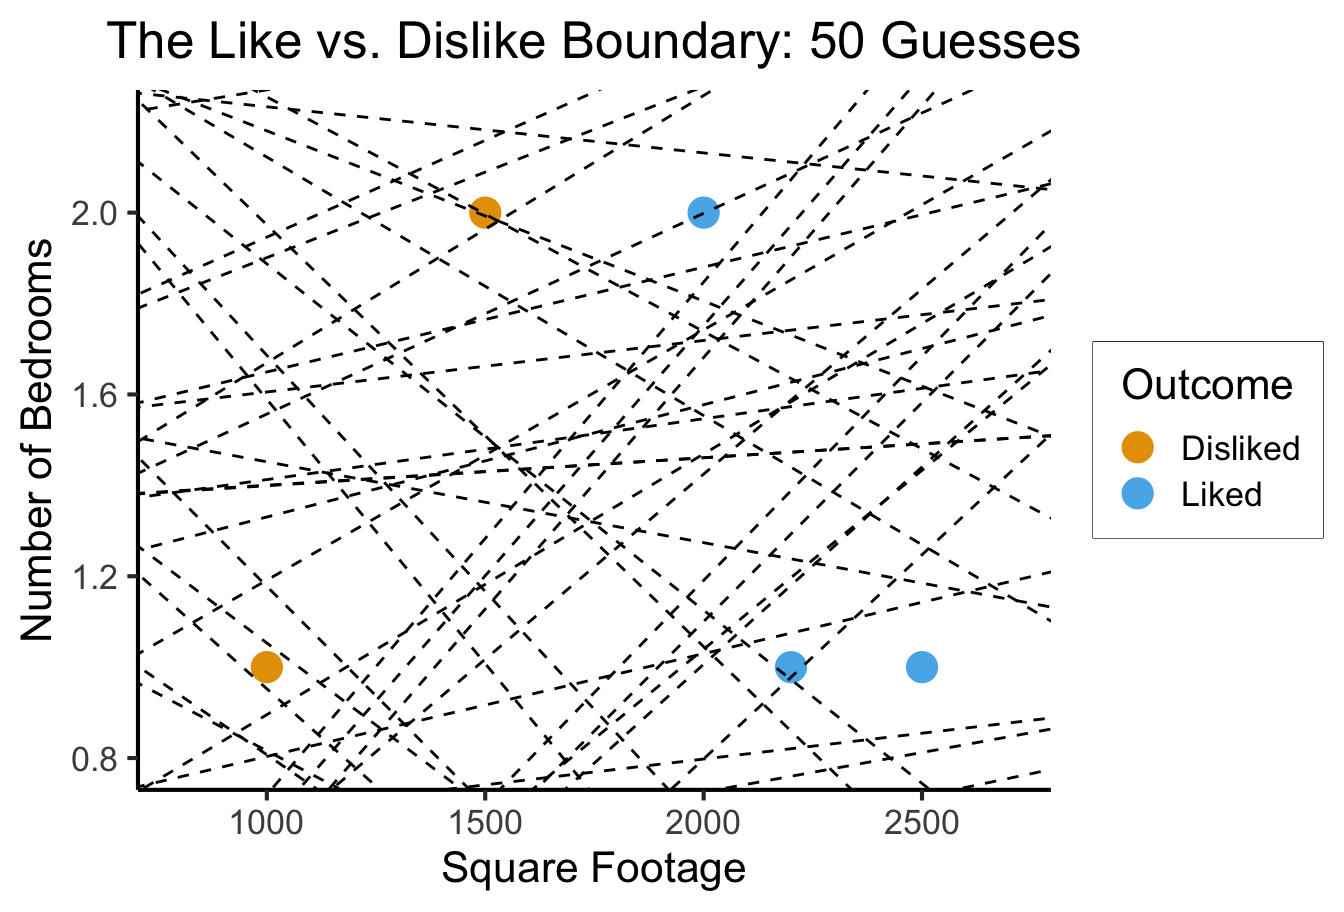 The Like vs. Dislike Boundary: 50 Guesses
Number of Bedrooms
2.0
1.6
1.2
0.8
1000 1500 2000 2500
Square Footage
Outcome
Disliked
Liked